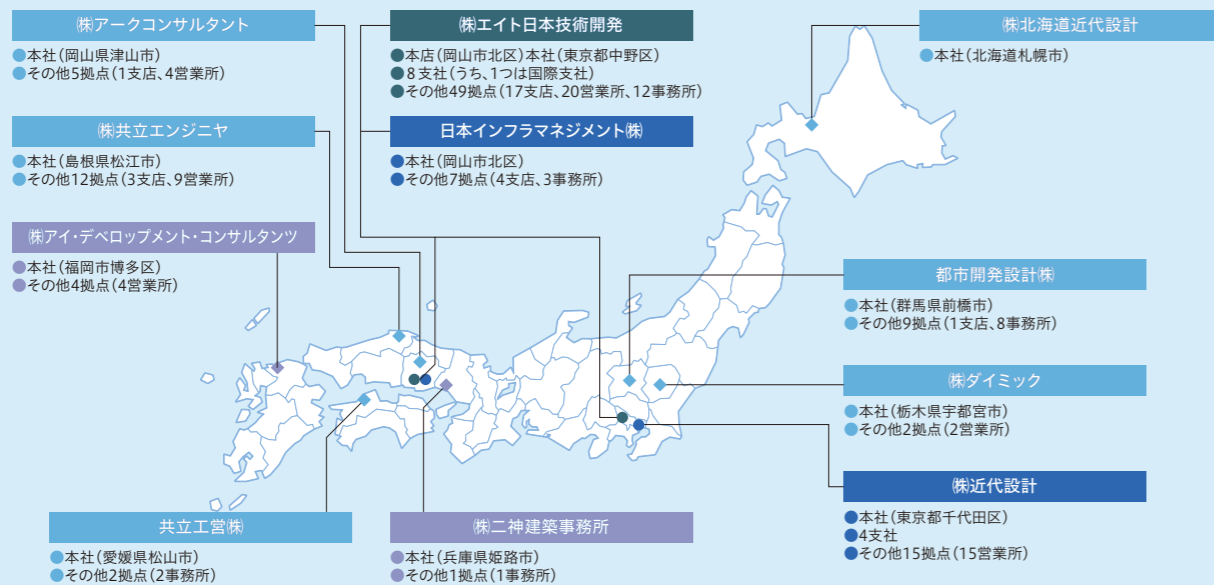 ㈱アークコンサルタント
●本社(岡山県津山市)
●その他5拠点(1支店、4営業所)
㈱エイト日本技術開発
●本店(岡山市北区)本社(東京都中野区)
●8支社(うち、1つは国際支社)
●その他49拠点(17支店、20営業所、12事務所)
㈱北海道近代設計
●本社(北海道札幌市)
㈱共立エンジニヤ
●本社(島根県松江市)
●その他12拠点(3支店、9営業所)
日本インフラマネジメント㈱
●本社(岡山市北区)
●その他7拠点(4支店、3事務所)
㈱アイ・デベロップメント・コンサルタンツ
●本社(福岡市博多区)
●その他4拠点(4営業所)
都市開発設計㈱
●本社(群馬県前橋市)
●その他9拠点(1支店、8事務所)
㈱ダイミック
●本社(栃木県宇都宮市)
●その他2拠点(2営業所)
㈱近代設計
●本社(東京都千代田区)
●4支社
●その他15拠点(15営業所)
共立工営㈱
●本社(愛媛県松山市)
●その他2拠点(2事務所)
㈱二神建築事務所
●本社(兵庫県姫路市)
●その他1拠点(1事務所)